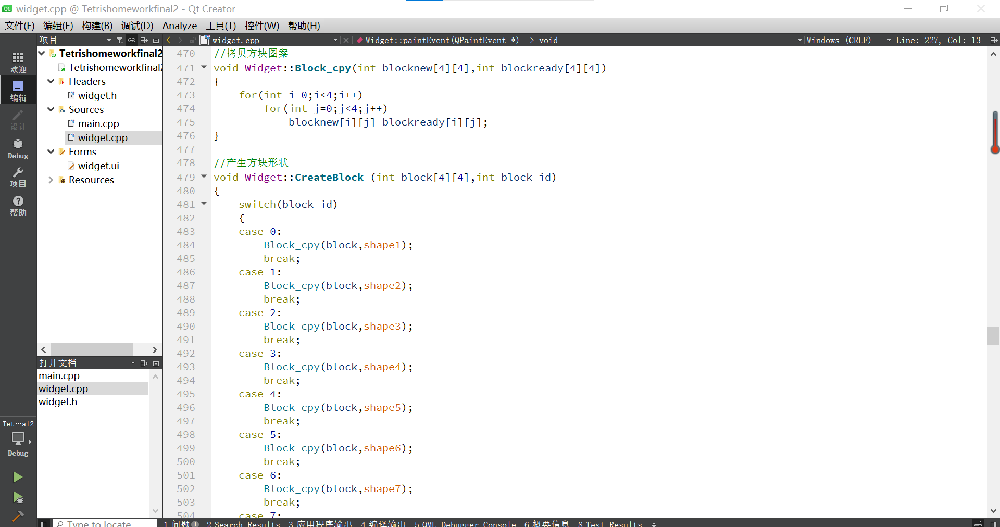 widget.cpp @ Tetrishomeworkfinal2 - Qt Creator
文件(F) 编辑(E) 构建(B) 调试(D) Analyze 工具(T) 控件(W) 帮助(H)
项目
widget.cpp
Widget::paintEvent(QPaintEvent *) -> void
Windows (CRLF)
Line: 227, Col: 13
欢迎
编辑
设计
Debug
项目
帮助
Tet···al2
Debug
Tetrishomeworkfinal2
Tetrishomeworkfinal
Headers
widget.h
Sources
main.cpp
widget.cpp
Forms
widget.ui
Resources
打开文档
main.cpp
widget.cpp
widget.h
470 //拷贝方块图案
471 void Widget::Block_cpy(int blocknew[4][4],int blockready[4][4])
472 {
473     for(int i=0;i<4;i++)
474         for(int j=0;j<4;j++)
475             blocknew[i][j]=blockready[i][j];
476 }
477
478 //产生方块形状
479 void Widget::CreateBlock (int block[4][4],int block_id)
480 {
481     switch(block_id)
482     {
483     case 0:
484         Block_cpy(block,shape1);
485         break;
486     case 1:
487         Block_cpy(block,shape2);
488         break;
489     case 2:
490         Block_cpy(block,shape3);
491         break;
492     case 3:
493         Block_cpy(block,shape4);
494         break;
495     case 4:
496         Block_cpy(block,shape5);
497         break;
498     case 5:
499         Block_cpy(block,shape6);
500         break;
501     case 6:
502         Block_cpy(block,shape7);
503         break;
504     case 7:
Type to locate
1 问题 1 2 Search Results 3 应用程序输出 4 编译输出 5 QML Debugger Console 6 概要信息 8 Test Results